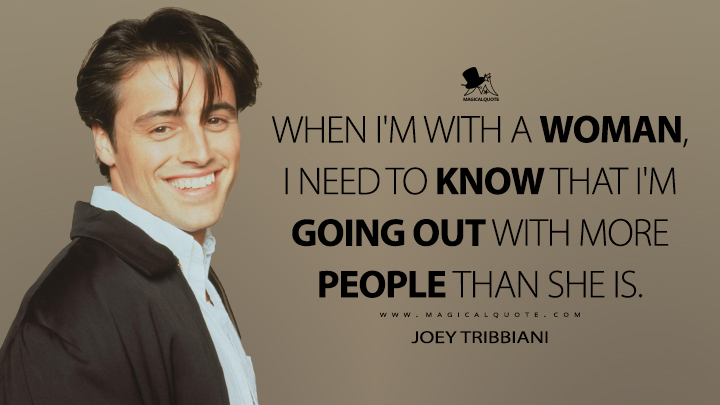 MAGICALQUOTE
WHEN I'M WITH A WOMAN,
I NEED TO KNOW THAT I'M
GOING OUT WITH MORE
PEOPLE THAN SHE IS.
WWW.MAGICALQUOTE.COM
JOEY TRIBBIANI